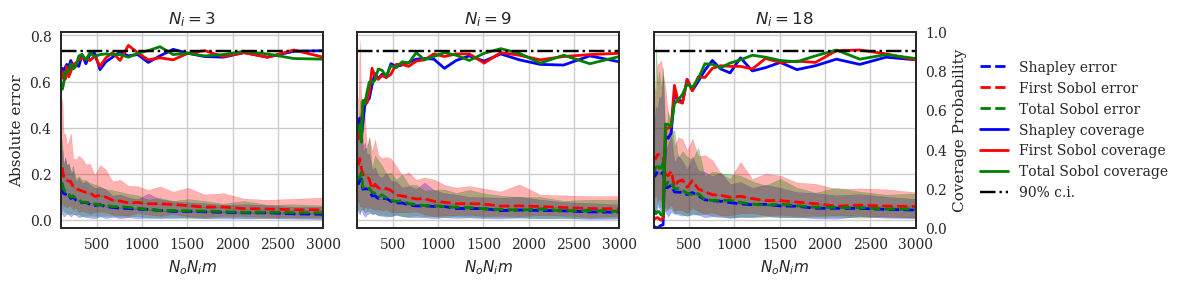 N_i = 3
N_i = 9
N_i = 18
Absolute error
0.8
0.6
0.4
0.2
0.0
500 1000 1500 2000 2500 3000
500 1000 1500 2000 2500 3000
500 1000 1500 2000 2500 3000
N_oN_im
N_oN_im
N_oN_im
1.0
0.8
0.6
0.4
0.2
0.0
Coverage Probability
Shapley error
First Sobol error
Total Sobol error
Shapley coverage
First Sobol coverage
Total Sobol coverage
90% c.i.